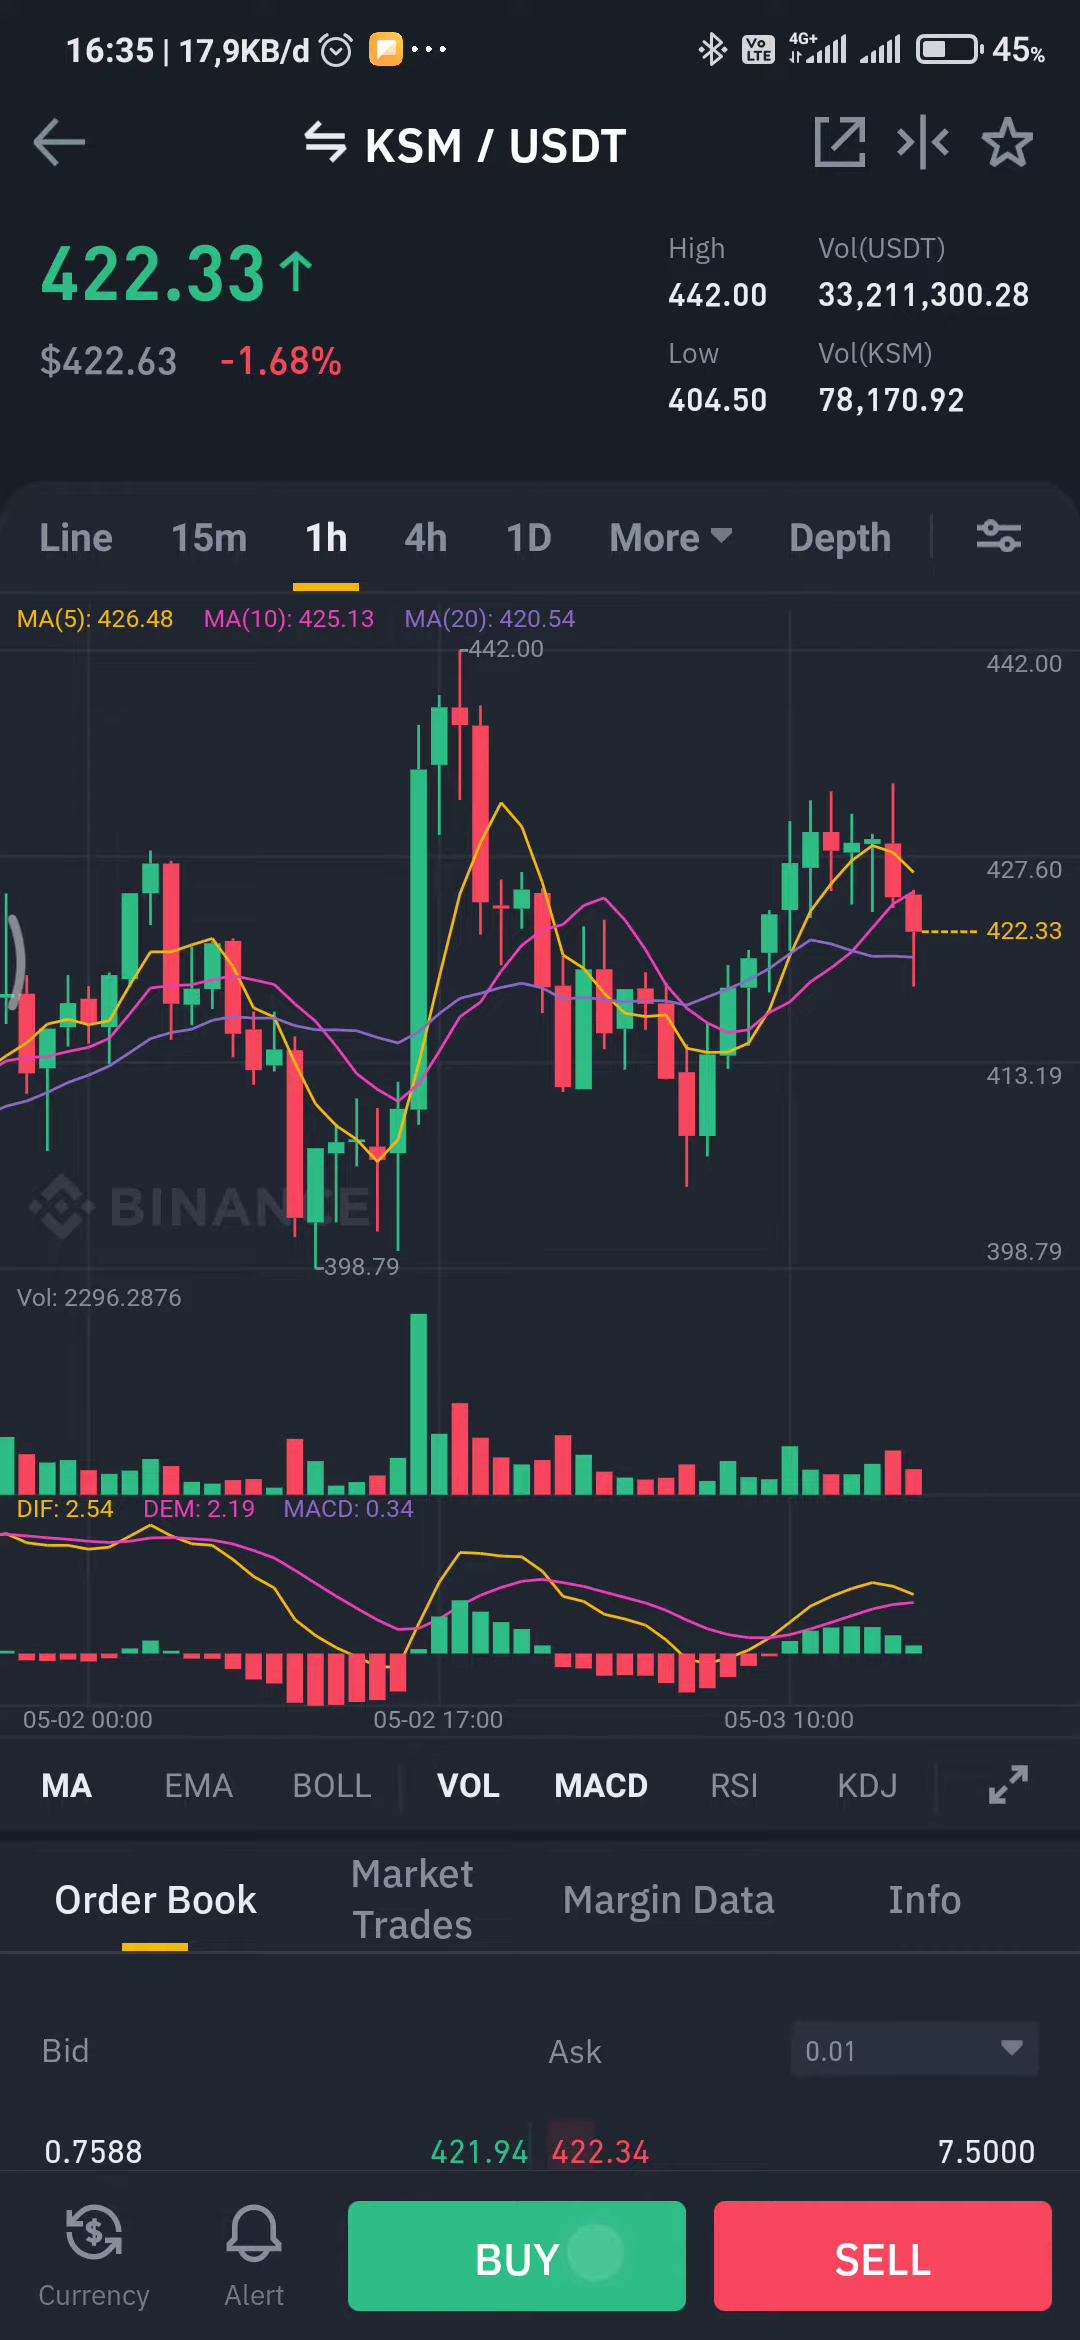 16:35 | 17,9KB/d
Vo LTE 4G+ 45%
KSM / USDT
422.33
$422.63 -1.68%
High Vol(USDT)
442.00 33,211,300.28
Low Vol(KSM)
404.50 78,170.92
Line 15m 1h 4h 1D More Depth
MA(5): 426.48 MA(10): 425.13 MA(20): 420.54
442.00
442.00
427.60
422.33
413.19
BINANCE
398.79
398.79
Vol: 2296.2876
DIF: 2.54 DEM: 2.19 MACD: 0.34
05-02 00:00 05-02 17:00 05-03 10:00
MA EMA BOLL VOL MACD RSI KDJ
Order Book Market Trades Margin Data Info
Bid Ask 0.01
0.7588 421.94 422.34 7.5000
Currency Alert BUY SELL